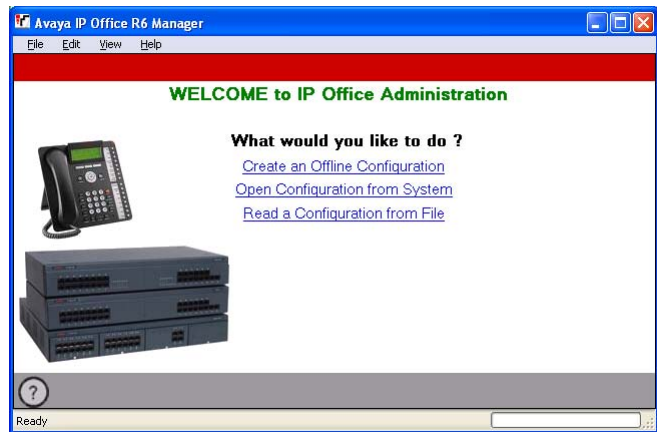 Avaya IP Office R6 Manager
File Edit View Help
WELCOME to IP Office Administration
What would you like to do ?
Create an Offline Configuration
Open Configuration from System
Read a Configuration from File
?
Ready